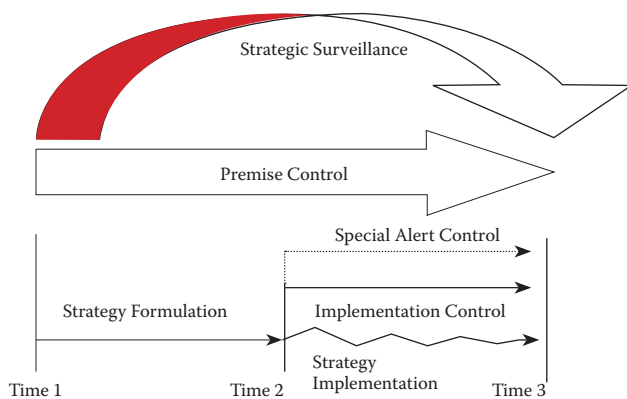 Strategic Surveillance
Premise Control
Special Alert Control
Strategy Formulation
Implementation Control
Strategy
Implementation
Time 1
Time 2
Time 3